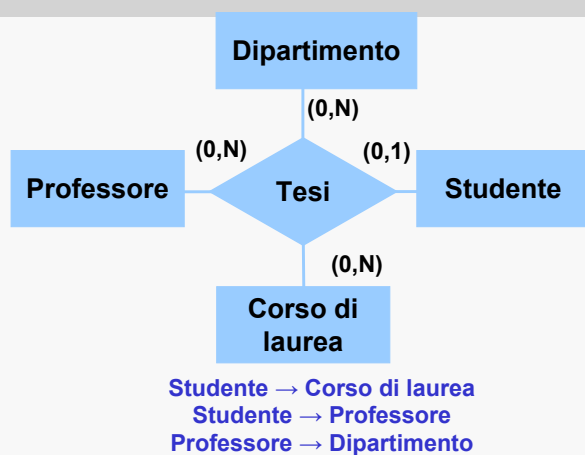 Dipartimento
(0,N)
(0,N)
(0,1)
Professore
Tesi
Studente
(0,N)
Corso di
laurea
Studente → Corso di laurea
Studente → Professore
Professore → Dipartimento